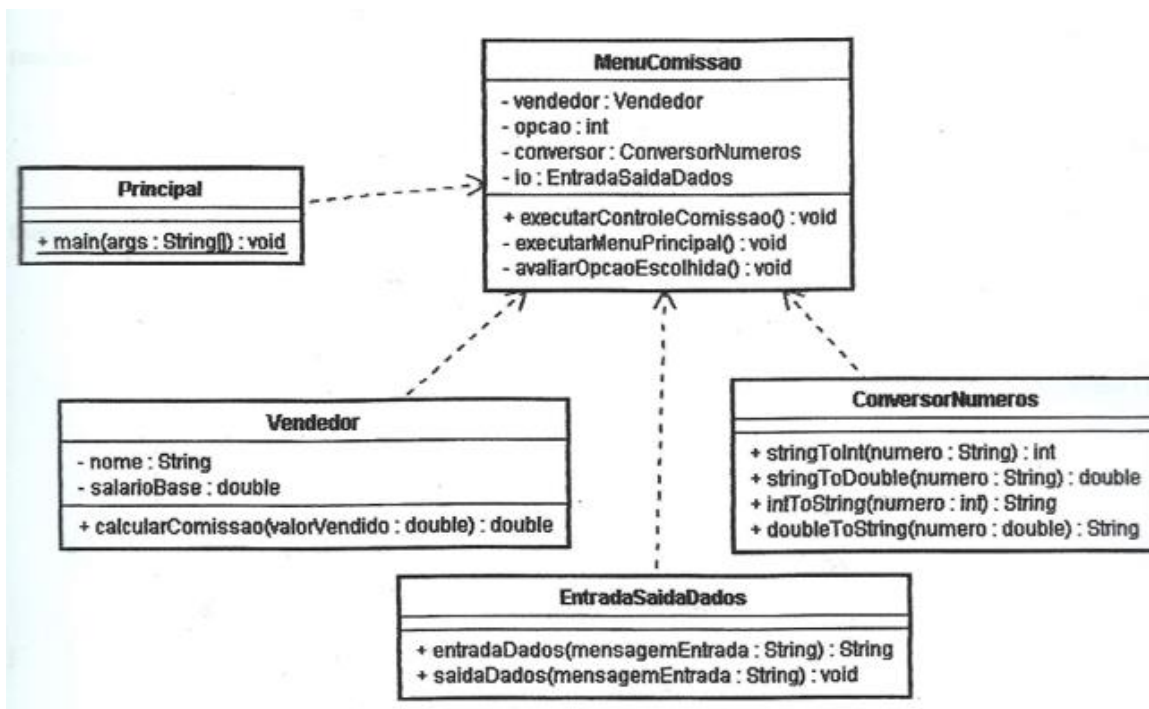 MenuComissao
- vendedor : Vendedor
- opcao : int
- conversor : ConversorNumeros
- io : EntradaSaidaDados
+ executarControleComissao() : void
- executarMenuPrincipal() : void
- avaliarOpcaoEscolhida() : void
Principal
+ main(args : String[]) : void
Vendedor
- nome : String
- salarioBase : double
+ calcularComissao(valorVendido : double) : double
ConversorNumeros
+ stringToInt(numero : String) : int
+ stringToDouble(numero : String) : double
+ intToString(numero : int) : String
+ doubleToString(numero : double) : String
EntradaSaidaDados
+ entradaDados(mensagemEntrada : String) : String
+ saidaDados(mensagemEntrada : String) : void